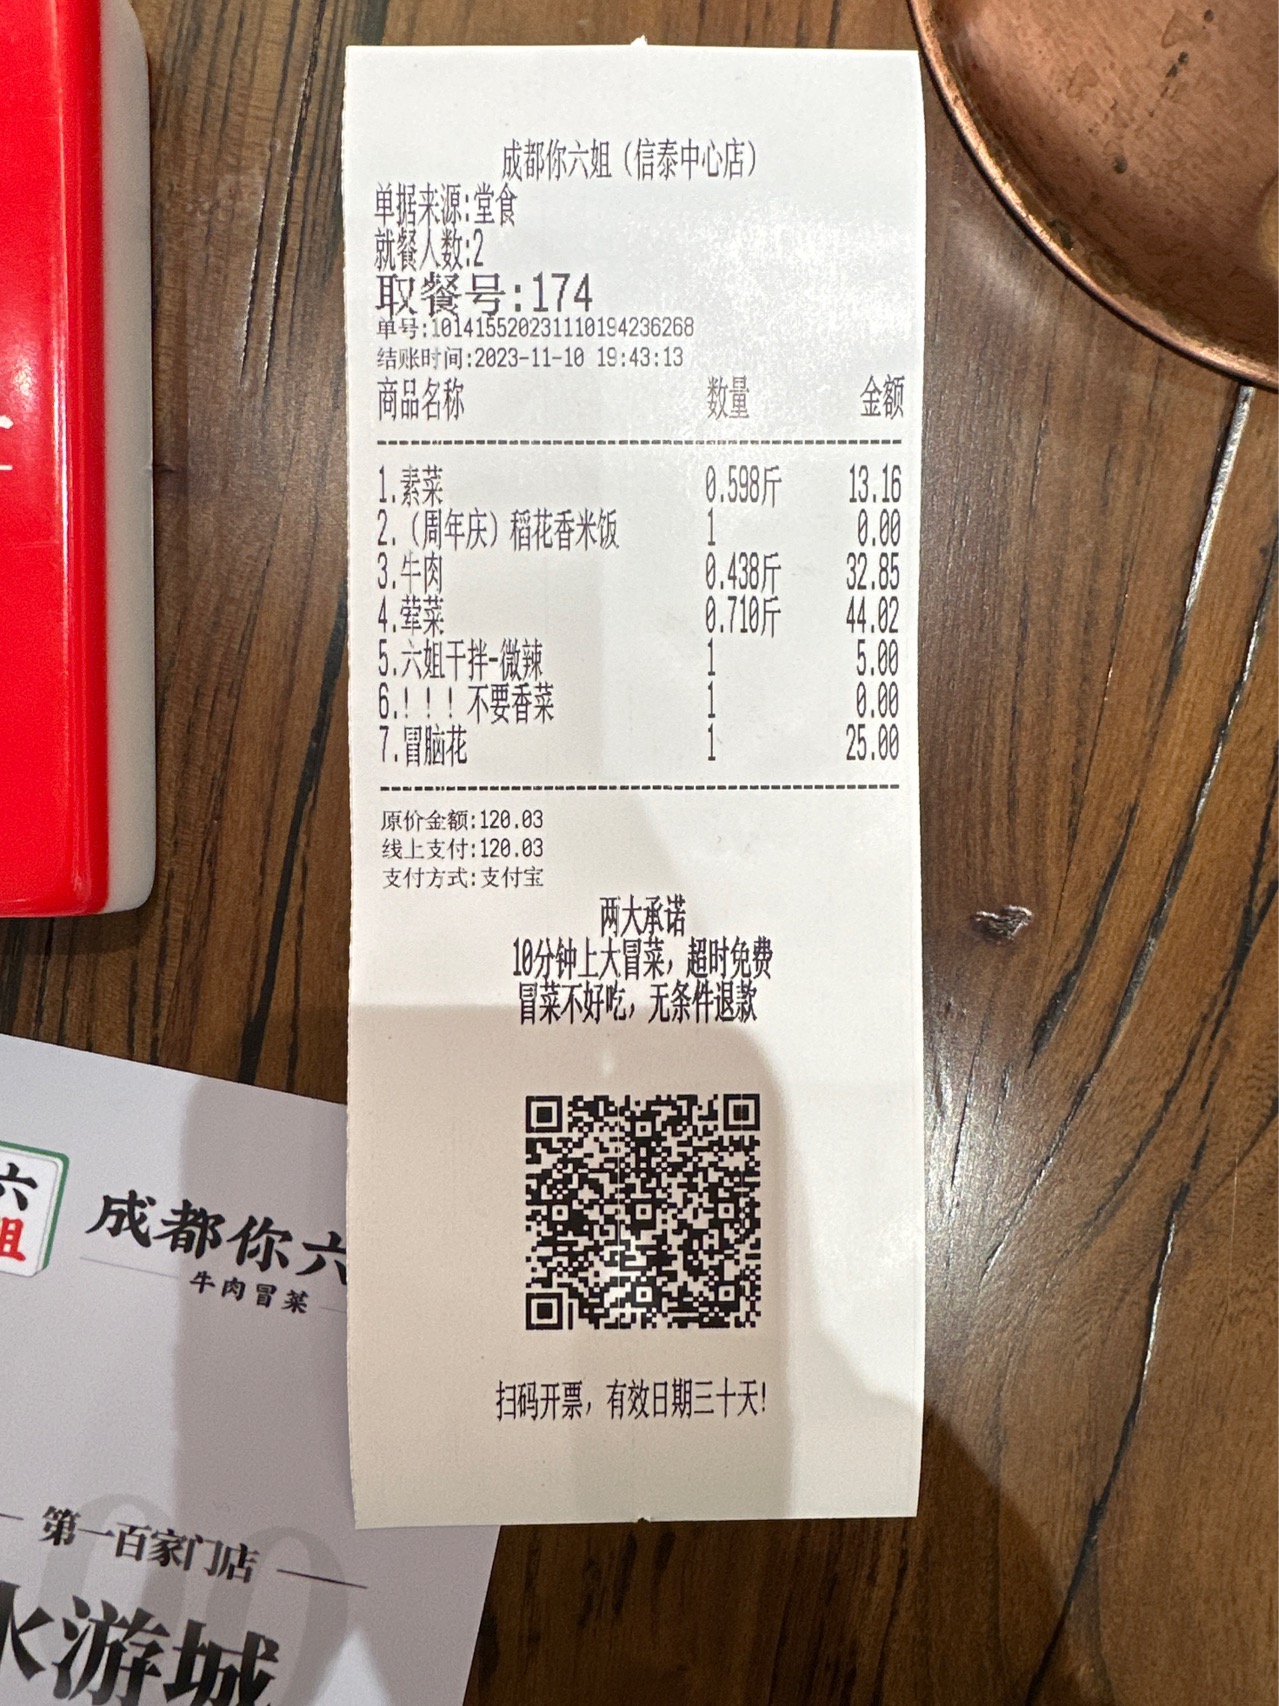 成都你六姐（信泰中心店）
单据来源:堂食
就餐人数:2
取餐号:174
单号:101415520231110194236268
结账时间:2023-11-10 19:43:13
商品名称 数量 金额
1.素菜 0.598斤 13.16
2.（周年庆）稻花香米饭 1 0.00
3.牛肉 0.438斤 32.85
4.荤菜 0.710斤 44.02
5.六姐干拌-微辣 1 5.00
6.！！！不要香菜 1 0.00
7.冒脑花 1 25.00
原价金额:120.03
线上支付:120.03
支付方式:支付宝
两大承诺
10分钟上大冒菜，超时免费
冒菜不好吃，无条件退款
扫码开票，有效日期三十天!
六
姐
成都你六
牛肉冒菜
第一百家门店
水游城